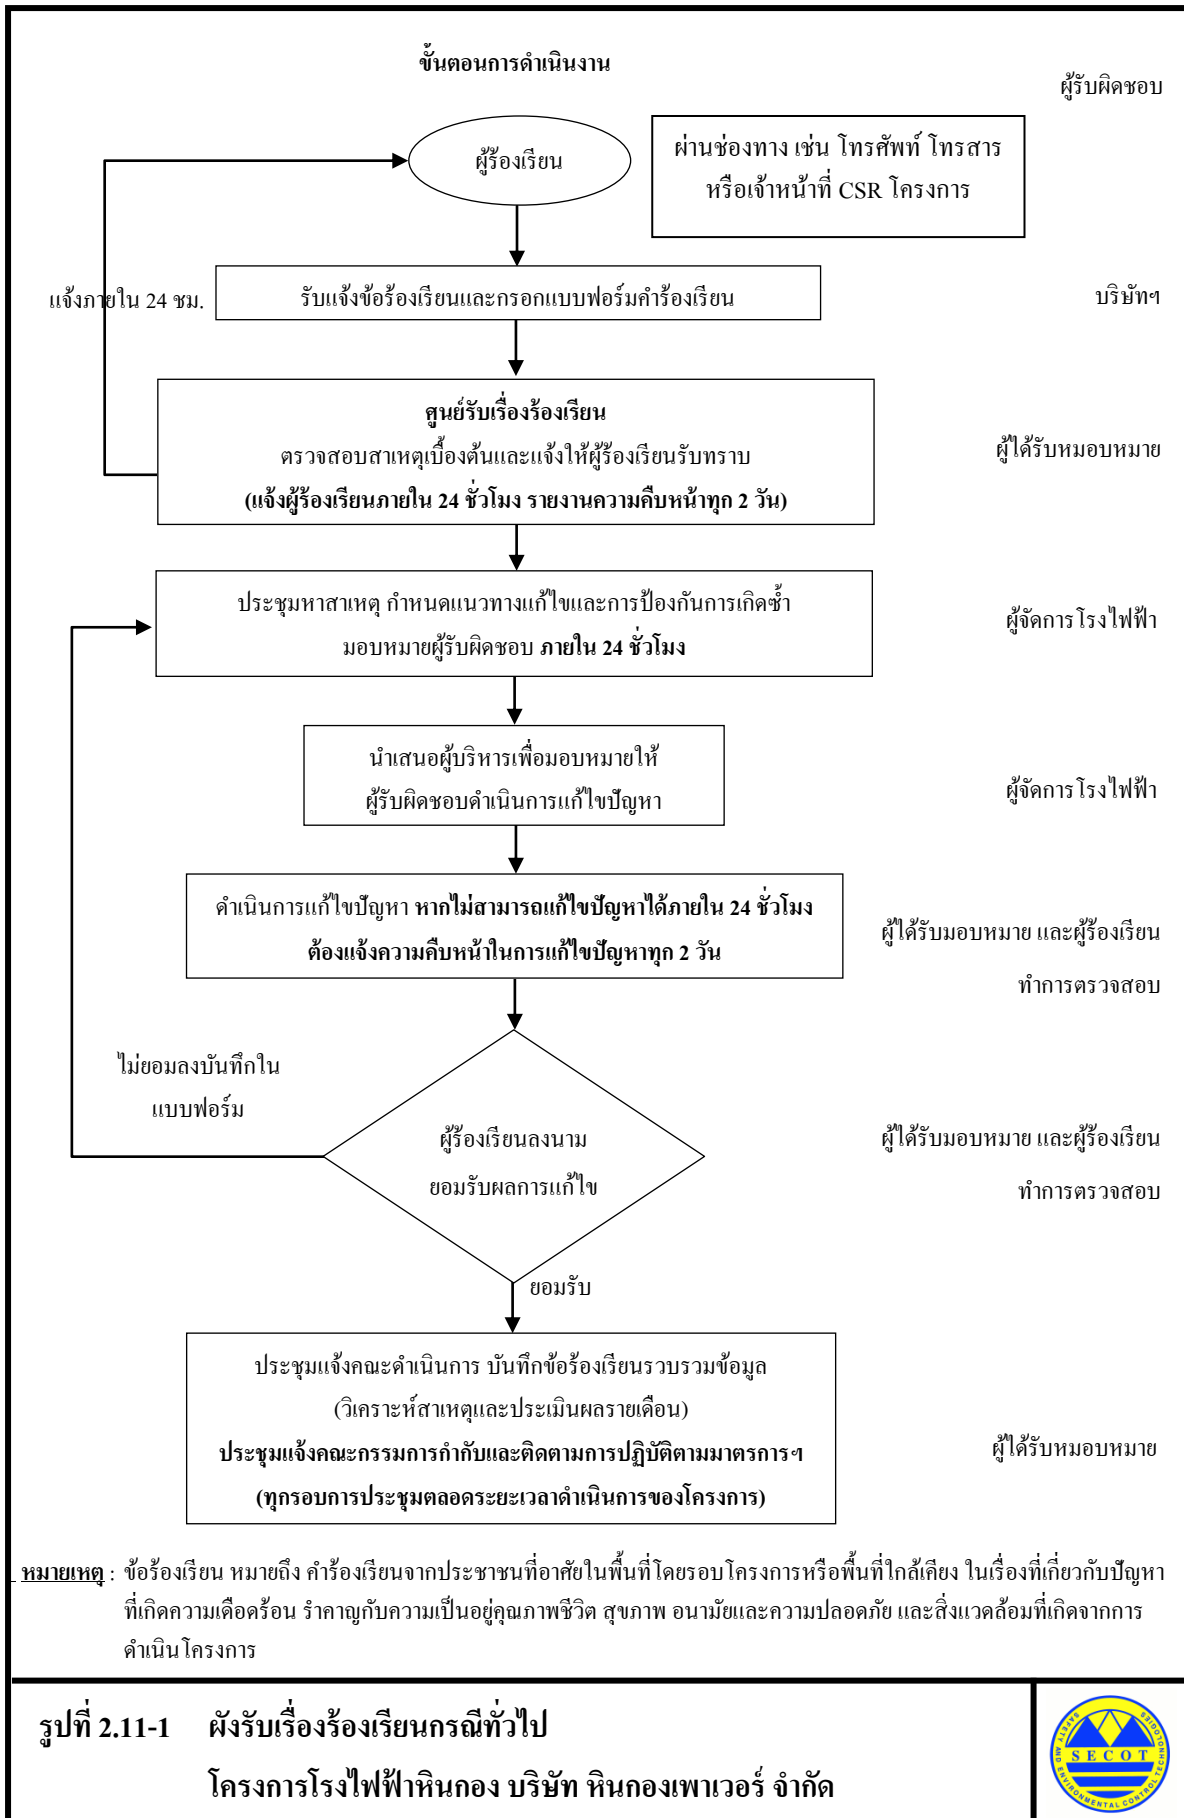 ขั้นตอนการดำเนินงาน
ผู้รับผิดชอบ
ผู้ร้องเรียน
ผ่านช่องทาง เช่น โทรศัพท์ โทรสาร
หรือเจ้าหน้าที่ CSR โครงการ
แจ้งภายใน 24 ชม.
รับแจ้งข้อร้องเรียนและกรอกแบบฟอร์มคำร้องเรียน
บริษัทฯ
ศูนย์รับเรื่องร้องเรียน
ตรวจสอบสาเหตุเบื้องต้นและแจ้งให้ผู้ร้องเรียนรับทราบ
(แจ้งผู้ร้องเรียนภายใน 24 ชั่วโมง รายงานความคืบหน้าทุก 2 วัน)
ผู้ได้รับหมอบหมาย
ประชุมหาสาเหตุ กำหนดแนวทางแก้ไขและการป้องกันการเกิดซ้ำ
มอบหมายผู้รับผิดชอบ ภายใน 24 ชั่วโมง
ผู้จัดการโรงไฟฟ้า
นำเสนอผู้บริหารเพื่อมอบหมายให้
ผู้รับผิดชอบดำเนินการแก้ไขปัญหา
ผู้จัดการโรงไฟฟ้า
ดำเนินการแก้ไขปัญหา หากไม่สามารถแก้ไขปัญหาได้ภายใน 24 ชั่วโมง
ต้องแจ้งความคืบหน้าในการแก้ไขปัญหาทุก 2 วัน
ผู้ได้รับมอบหมาย และผู้ร้องเรียน
ทำการตรวจสอบ
ไม่ยอมลงบันทึกใน
แบบฟอร์ม
ผู้ร้องเรียนลงนาม
ยอมรับผลการแก้ไข
ผู้ได้รับมอบหมาย และผู้ร้องเรียน
ทำการตรวจสอบ
ยอมรับ
ประชุมแจ้งคณะดำเนินการ บันทึกข้อร้องเรียนรวบรวมข้อมูล
(วิเคราะห์สาเหตุและประเมินผลรายเดือน)
ประชุมแจ้งคณะกรรมการกำกับและติดตามการปฏิบัติตามมาตรการฯ
(ทุกรอบการประชุมตลอดระยะเวลาดำเนินการของโครงการ)
ผู้ได้รับหมอบหมาย
หมายเหตุ : ข้อร้องเรียน หมายถึง คำร้องเรียนจากประชาชนที่อาศัยในพื้นที่โดยรอบโครงการหรือพื้นที่ใกล้เคียง ในเรื่องที่เกี่ยวกับปัญหา
ที่เกิดความเดือดร้อน รำคาญกับความเป็นอยู่คุณภาพชีวิต สุขภาพ อนามัยและความปลอดภัย และสิ่งแวดล้อมที่เกิดจากการ
ดำเนินโครงการ
รูปที่ 2.11-1 ผังรับเรื่องร้องเรียนกรณีทั่วไป
โครงการโรงไฟฟ้าหินกอง บริษัท หินกองเพาเวอร์ จำกัด
SECOT
SAFETY AND ENVIRONMENTAL CONTROL TECHNOLOGIES